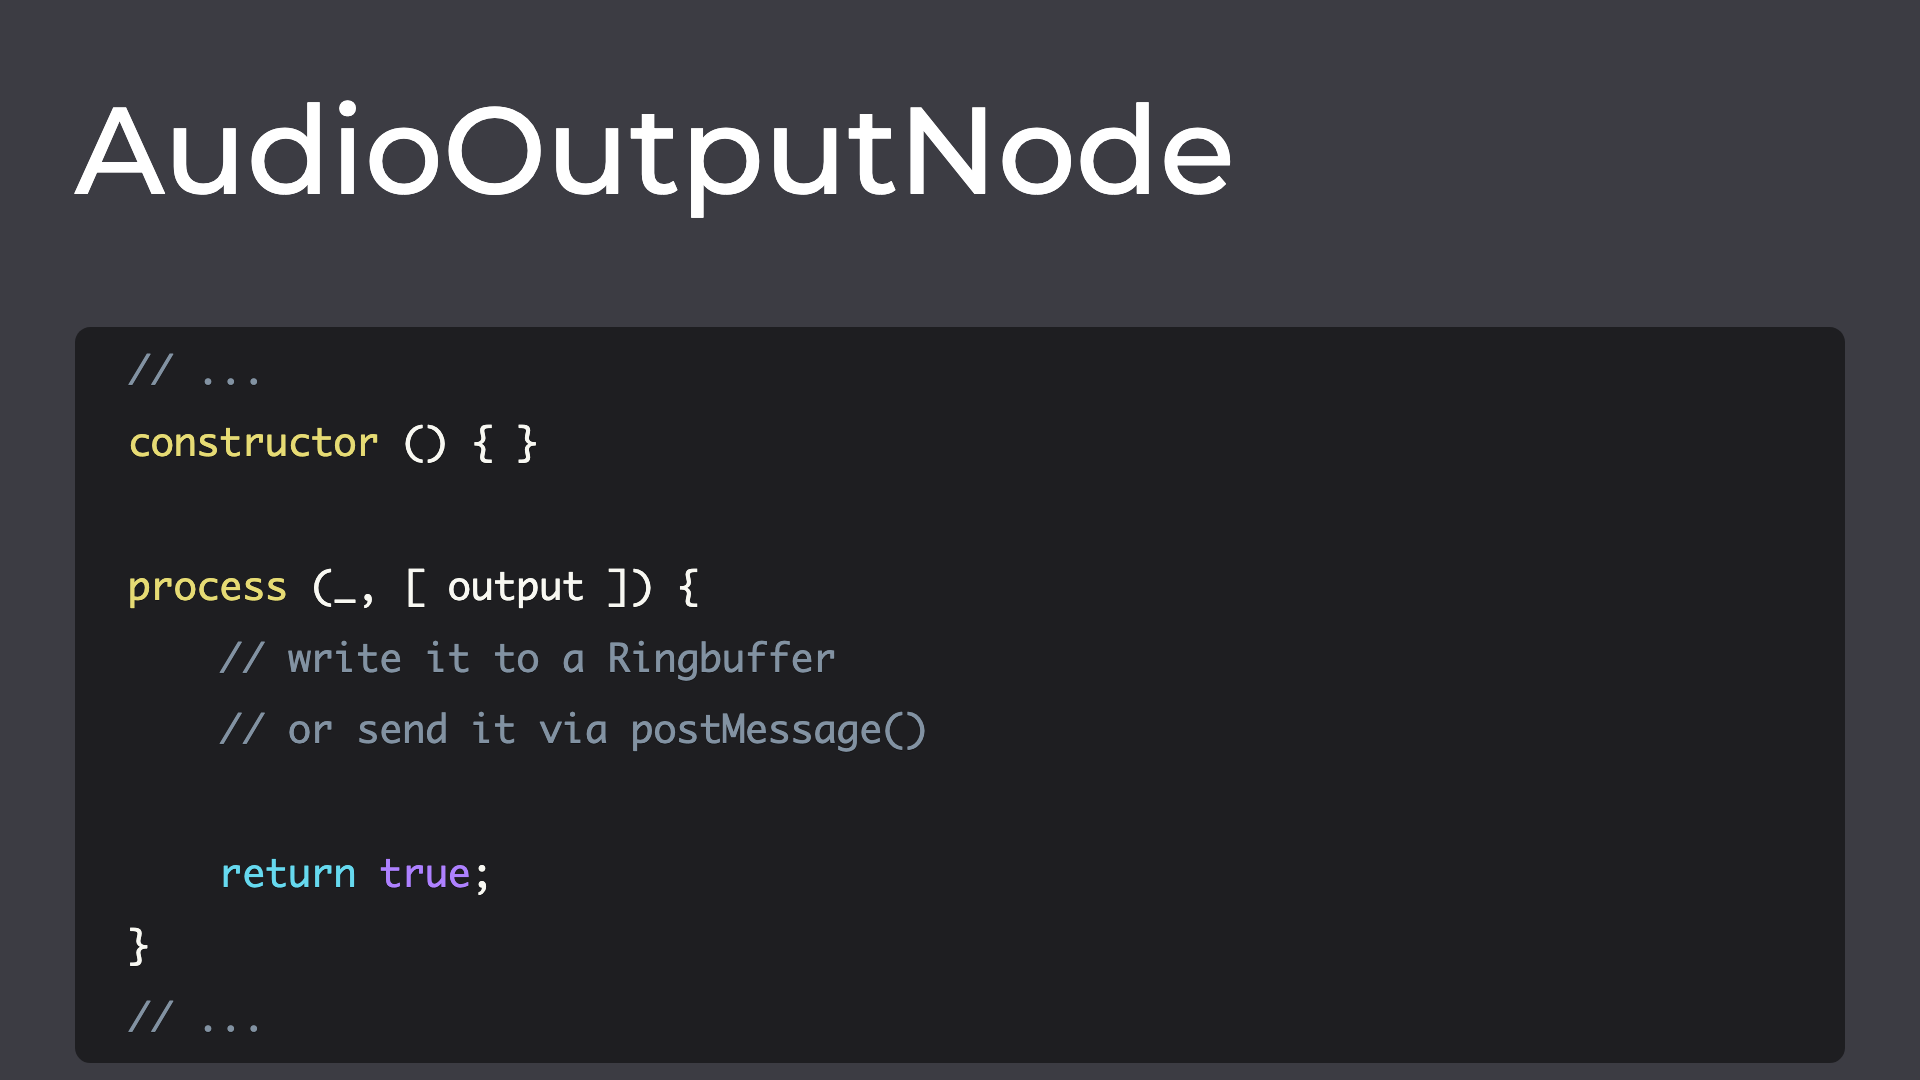 AudioOutputNode
// ...
constructor () { }
process (_, [ output ]) {
// write it to a Ringbuffer
// or send it via postMessage()
return true;
}
// ...